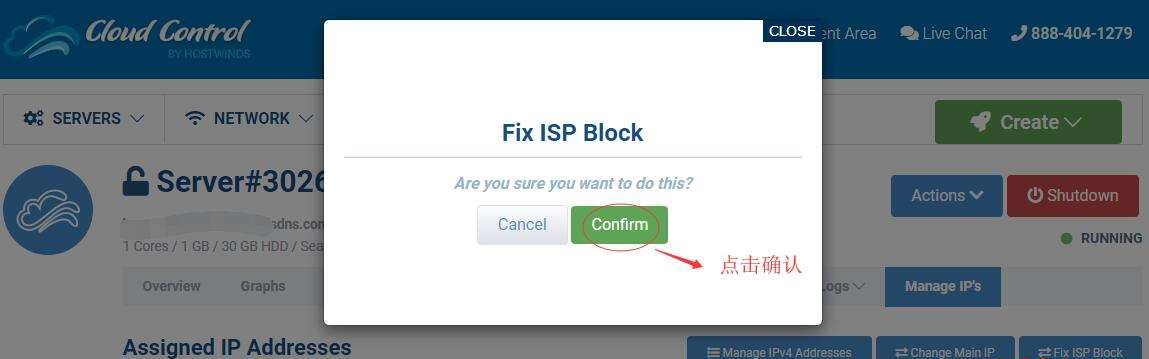 Cloud Control
BY HOSTWINDS
ent Area
Live Chat
888-404-1279
CLOSE
SERVERS
NETWORK
Create
Fix ISP Block
Are you sure you want to do this?
Cancel
Confirm
点击确认
Server#3026
sdns.com
1 Cores / 1 GB / 30 GB HDD / Sea
Actions
Shutdown
RUNNING
Overview
Graphs
Logs
Manage IP's
Assigned IP Addresses
Manage IPv4 Addresses
Change Main IP
Fix ISP Block